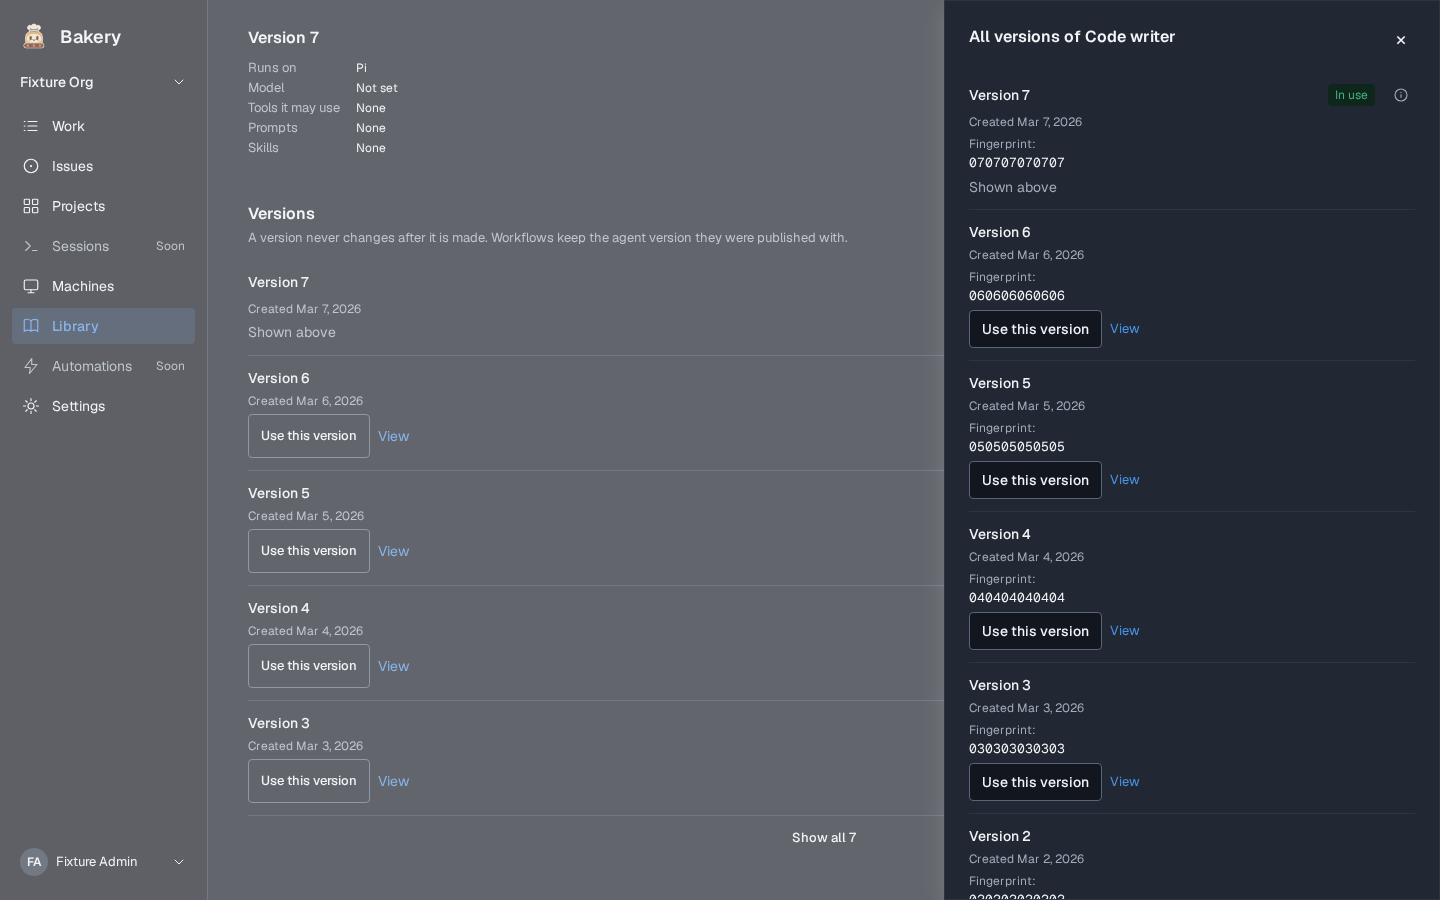 Bakery
Fixture Org
Work
Issues
Projects
Sessions Soon
Machines
Library
Automations Soon
Settings
FA Fixture Admin
Version 7
Runs on Pi
Model Not set
Tools it may use None
Prompts None
Skills None
Versions
A version never changes after it is made. Workflows keep the agent version they were published with.
Version 7
Created Mar 7, 2026
Shown above
Version 6
Created Mar 6, 2026
Use this version View
Version 5
Created Mar 5, 2026
Use this version View
Version 4
Created Mar 4, 2026
Use this version View
Version 3
Created Mar 3, 2026
Use this version View
Show all 7
All versions of Code writer
Version 7 In use
Created Mar 7, 2026
Fingerprint:
070707070707
Shown above
Version 6
Created Mar 6, 2026
Fingerprint:
060606060606
Use this version View
Version 5
Created Mar 5, 2026
Fingerprint:
050505050505
Use this version View
Version 4
Created Mar 4, 2026
Fingerprint:
040404040404
Use this version View
Version 3
Created Mar 3, 2026
Fingerprint:
030303030303
Use this version View
Version 2
Created Mar 2, 2026
Fingerprint: